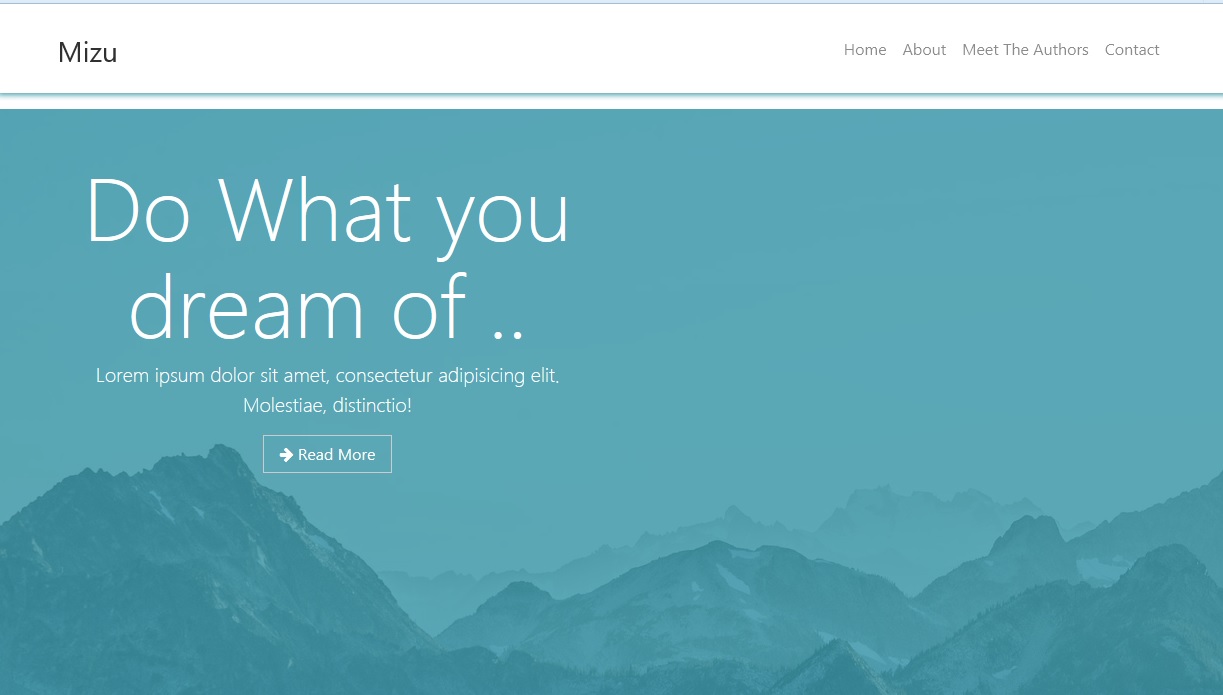 Mizu
Home About Meet The Authors Contact
Do What you
dream of ..
Lorem ipsum dolor sit amet, consectetur adipisicing elit.
Molestiae, distinctio!
Read More